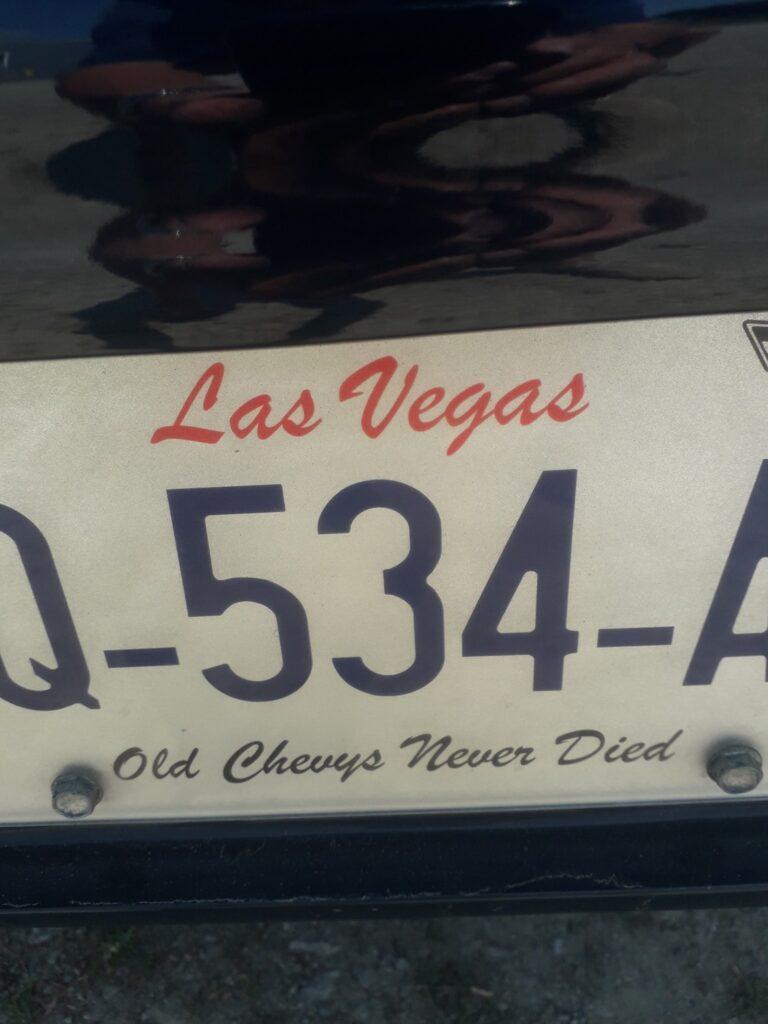 Las Vegas
Q-534-A
Old Chevys Never Died